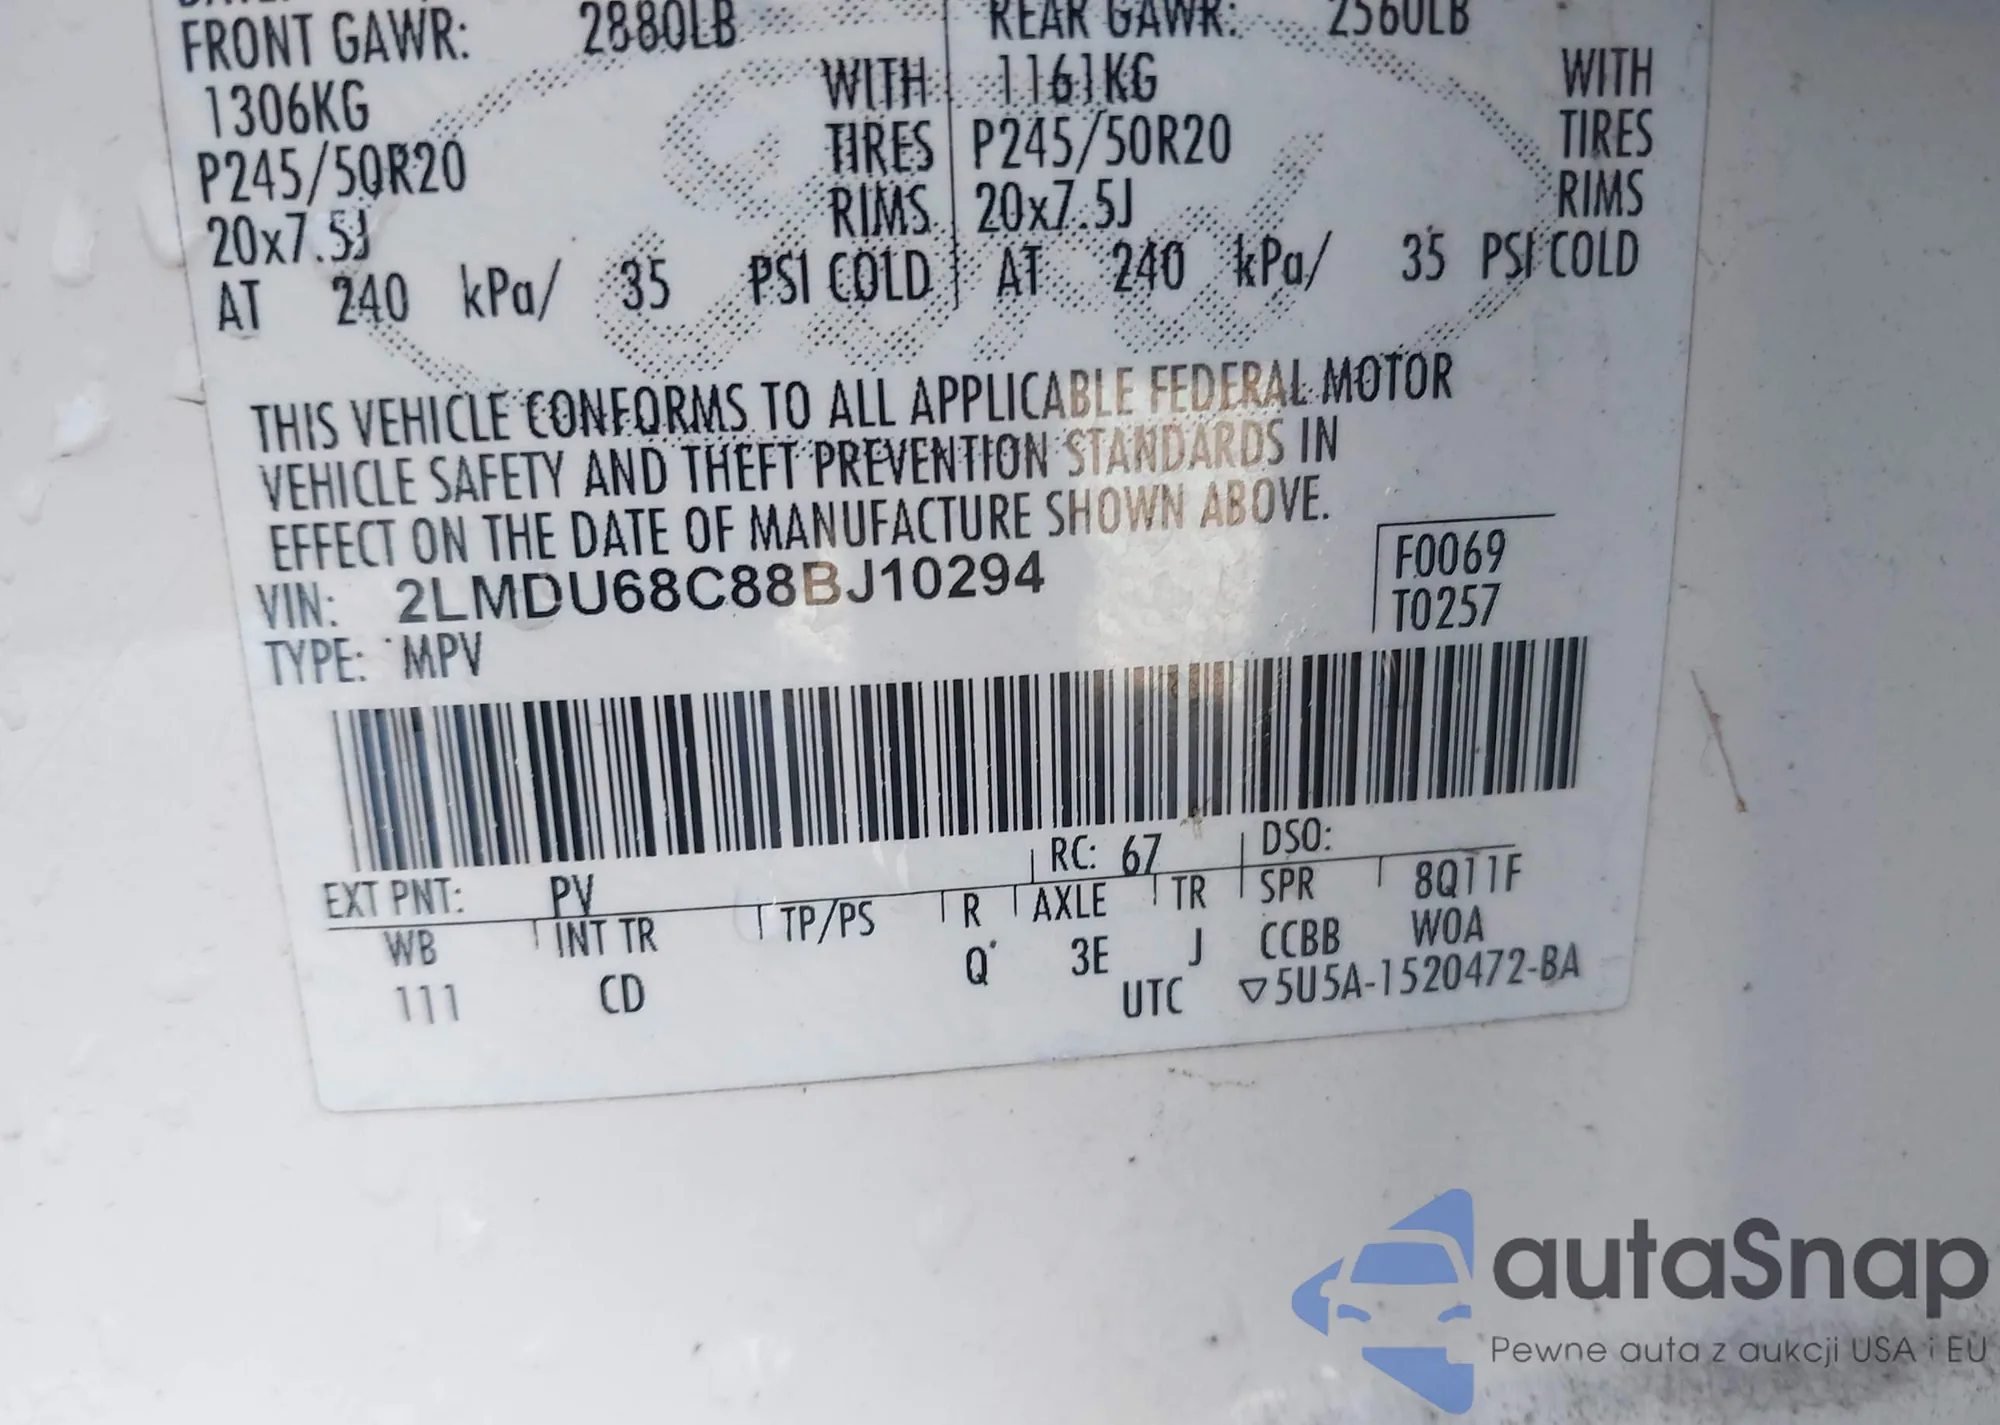 FRONT GAWR: 2880LB REAR GAWR: 2560LB
1306KG WITH 1161KG WITH
P245/50R20 TIRES P245/50R20 TIRES
20x7.5J RIMS 20x7.5J RIMS
AT 240 kPa/ 35 PSI COLD AT 240 kPa/ 35 PSI COLD
THIS VEHICLE CONFORMS TO ALL APPLICABLE FEDERAL MOTOR
VEHICLE SAFETY AND THEFT PREVENTION STANDARDS IN
EFFECT ON THE DATE OF MANUFACTURE SHOWN ABOVE.
VIN: 2LMDU68C88BJ10294 F0069
TYPE: MPV T0257
EXT PNT: PV RC: 67 DSO:
WB INT TR TP/PS R AXLE TR SPR 8Q11F
111 CD Q 3E J CCBB WOA
UTC ▽5U5A-1520472-BA
autaSnap
Pewne auta z aukcji USA i EU